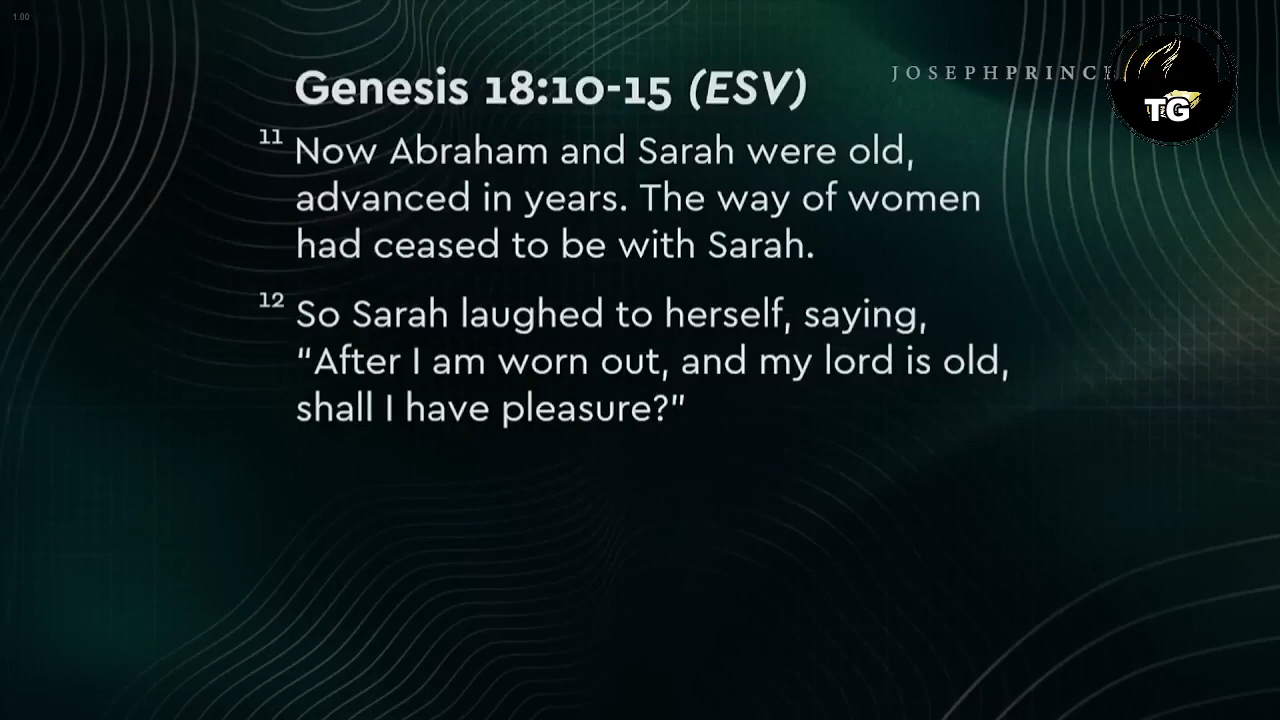 1.00
Genesis 18:10-15 (ESV)
JOSEPHPRINC
TG
11 Now Abraham and Sarah were old,
advanced in years. The way of women
had ceased to be with Sarah.
12 So Sarah laughed to herself, saying,
“After I am worn out, and my lord is old,
shall I have pleasure?”